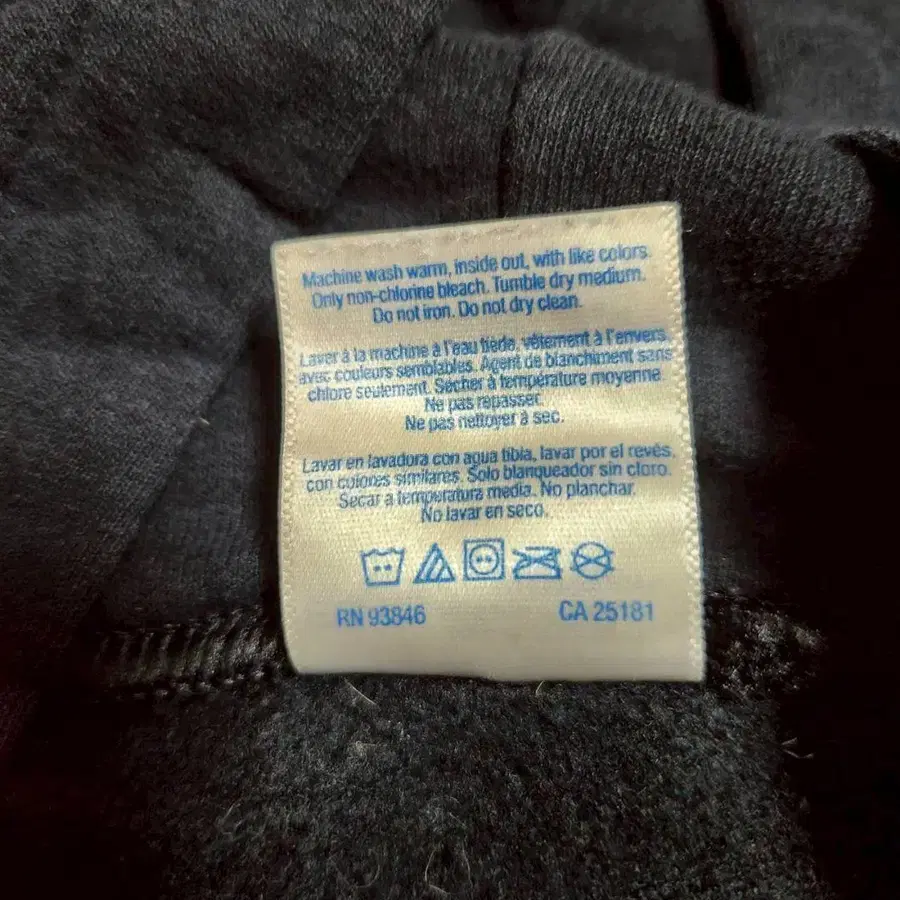 Machine wash warm, inside out, with like colors.
Only non-chlorine bleach. Tumble dry medium.
Do not iron. Do not dry clean.
Laver à la machine à l'eau tiède, vêtement à l'envers,
avec couleurs semblables. Agent de blanchiment sans
chlore seulement. Sécher à température moyenne.
Ne pas repasser.
Ne pas nettoyer à sec.
Lavar en lavadora con agua tibia, lavar por el revés,
con colores similares. Solo blanqueador sin cloro.
Secar a temperatura media. No planchar.
No lavar en seco.
RN 93846 CA 25181